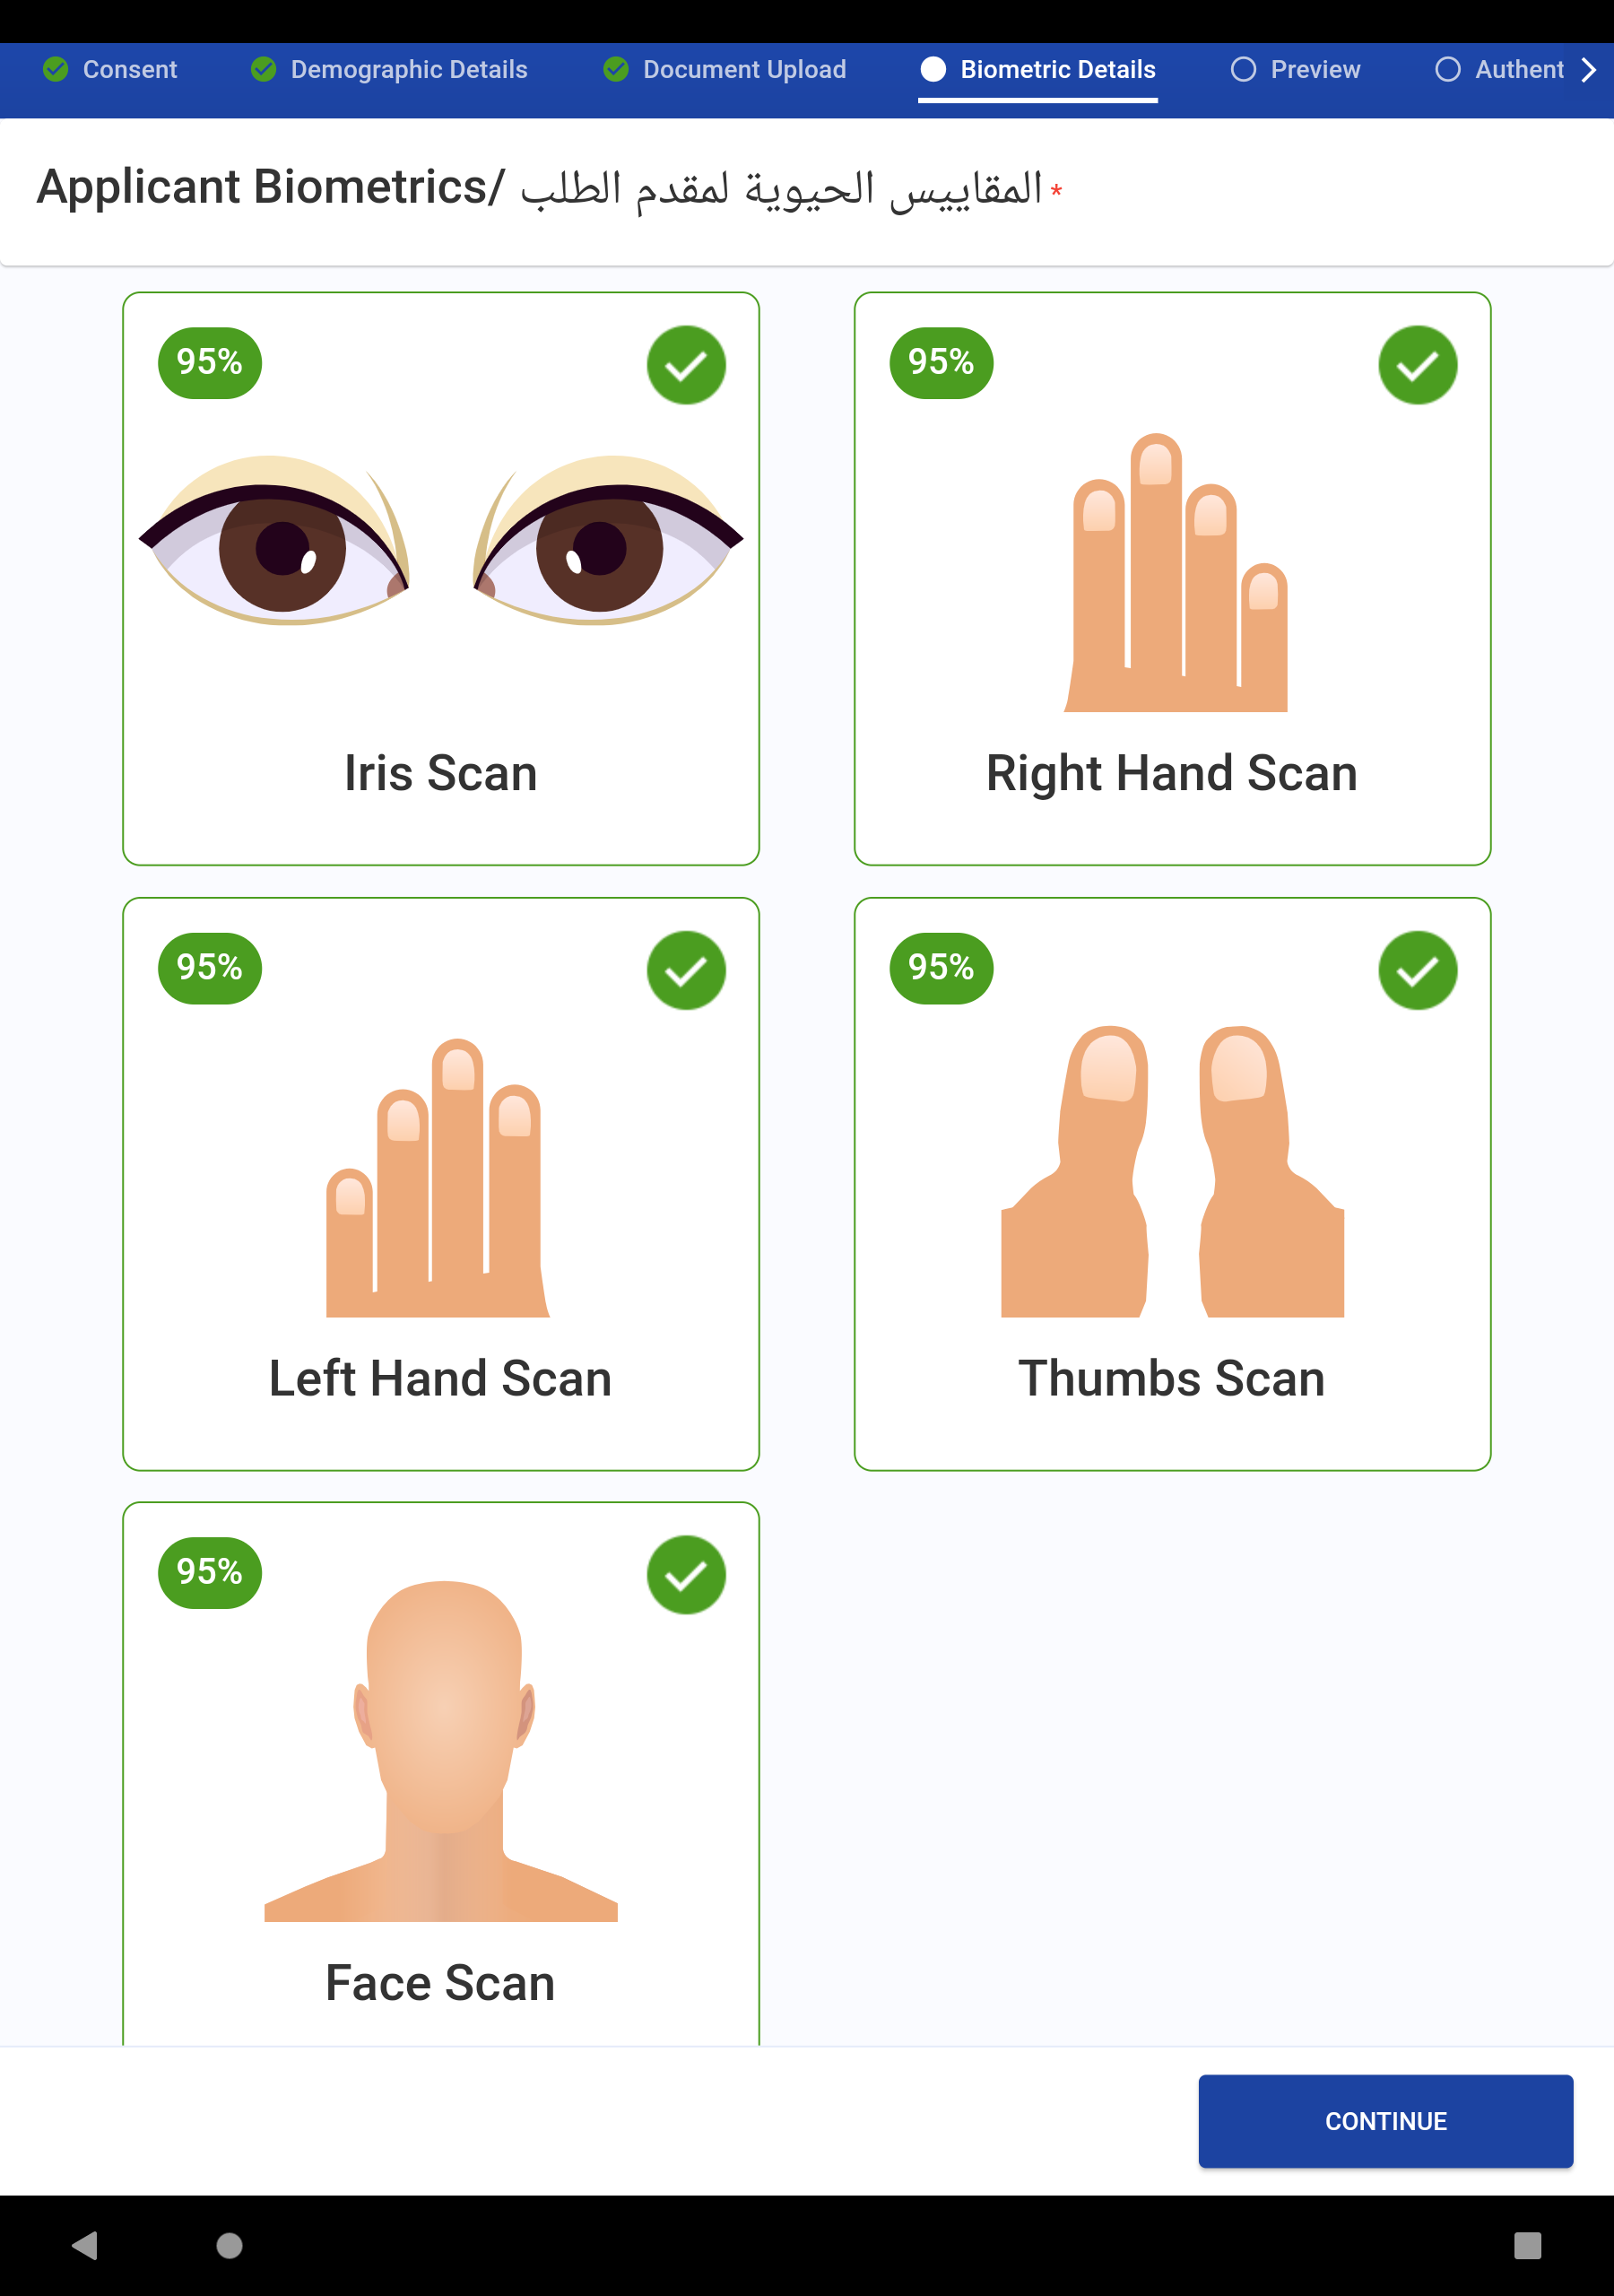 Consent Demographic Details Document Upload Biometric Details Preview Authent
Applicant Biometrics/ المقاييس الحيوية لمقدم الطلب *
95% 95%
Iris Scan Right Hand Scan
95% 95%
Left Hand Scan Thumbs Scan
95%
Face Scan
CONTINUE